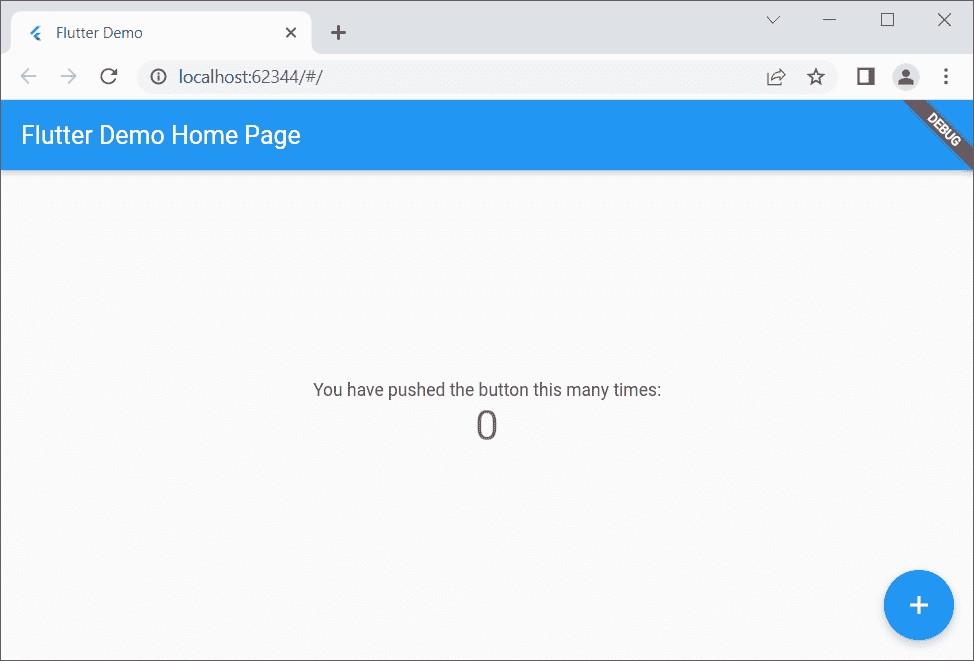 Flutter Demo
localhost:62344/#/
Flutter Demo Home Page
DEBUG
You have pushed the button this many times:
0